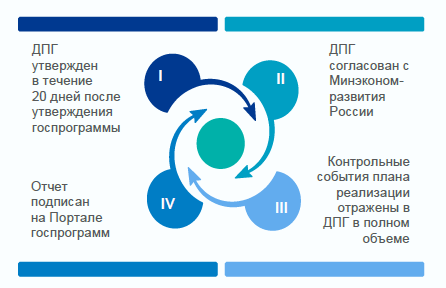 ДПГ
утвержден
в течение
20 дней после
утверждения
госпрограммы
I
II
ДПГ
согласован с
Минэконом-
развития
России
Отчет
подписан
на Портале
госпрограмм
IV
III
Контрольные
события плана
реализации
отражены в
ДПГ в полном
объеме